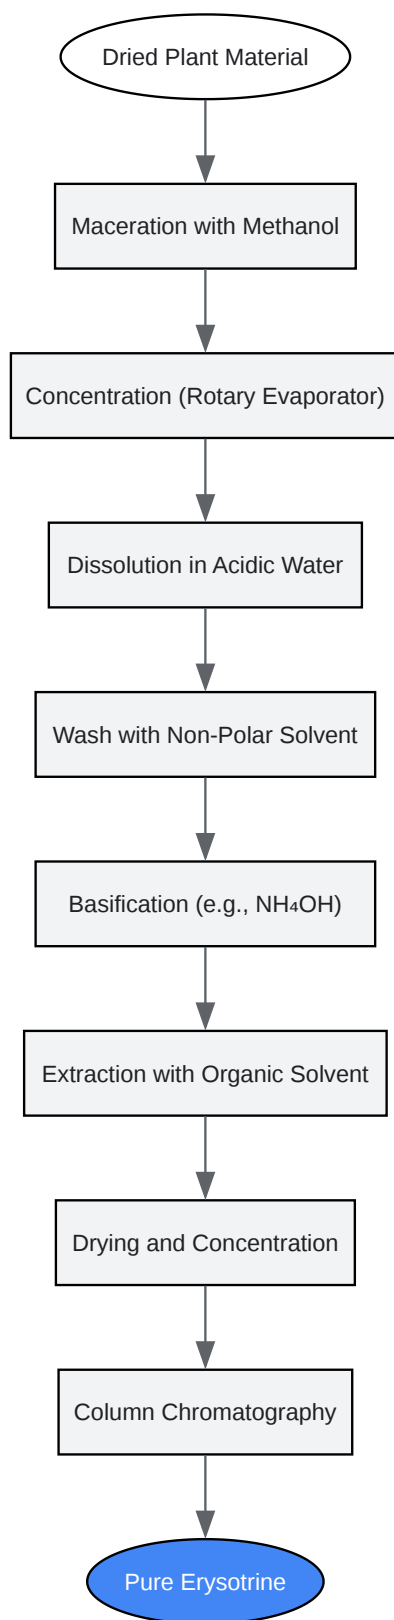 Dried Plant Material
Maceration with Methanol
Concentration (Rotary Evaporator)
Dissolution in Acidic Water
Wash with Non-Polar Solvent
Basification (e.g., NH₄OH)
Extraction with Organic Solvent
Drying and Concentration
Column Chromatography
Pure Erysotrine